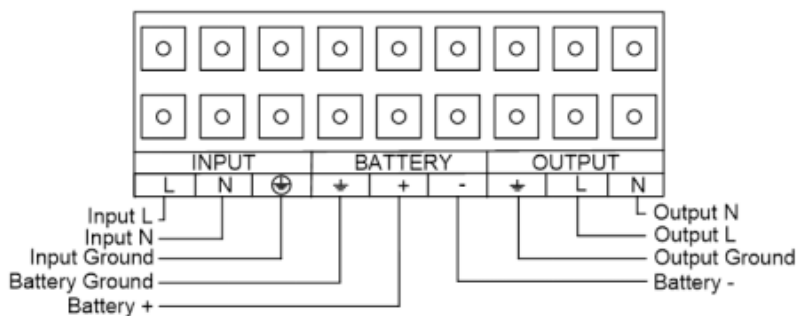 INPUT BATTERY OUTPUT
L N ⏚ + - L N
Input L
Input N
Input Ground
Battery Ground
Battery +
Output N
Output L
Output Ground
Battery -